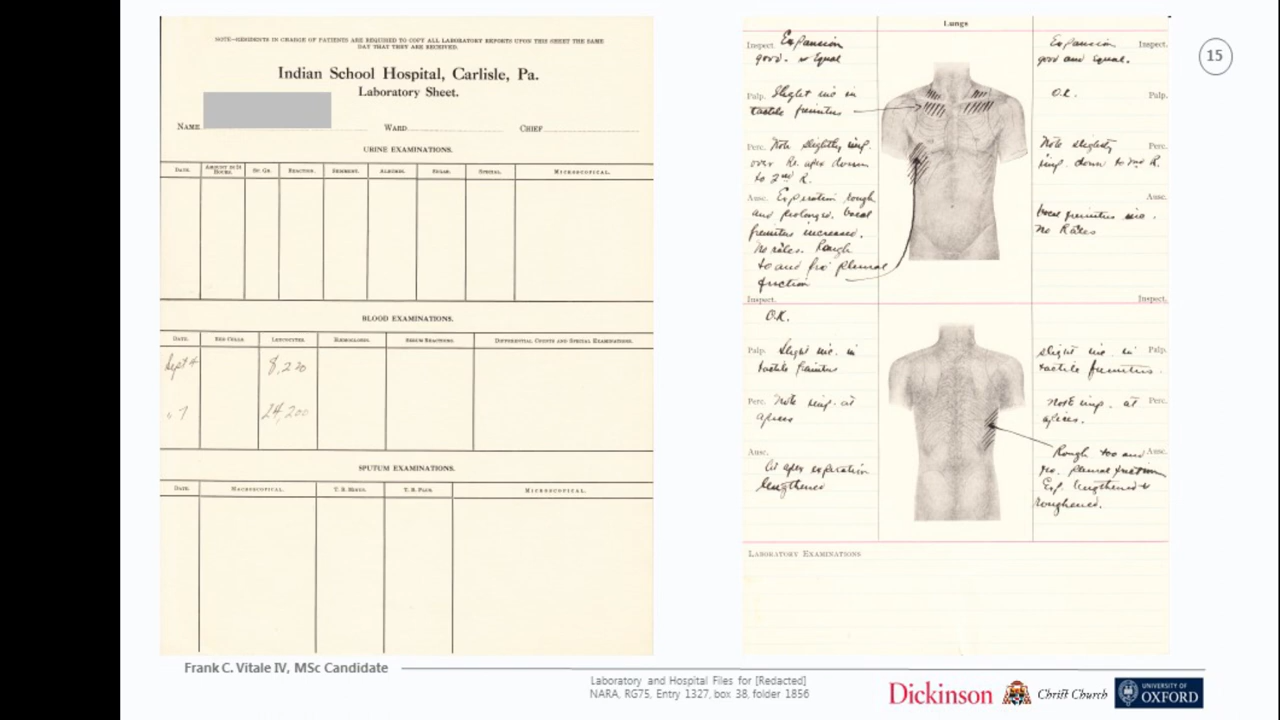 NOTE—RESIDENTS IN CHARGE OF PATIENTS ARE REQUIRED TO COPY ALL LABORATORY REPORTS UPON THIS SHEET THE SAME
DAY THAT THEY ARE RECEIVED.
Indian School Hospital, Carlisle, Pa.
Laboratory Sheet.
NAME WARD CHIEF
URINE EXAMINATIONS.
DATE. AMOUNT IN 24 HOURS. SP. GR. REACTION. SEDIMENT. ALBUMEN. SUGAR. SPECIAL. MICROSCOPICAL.
BLOOD EXAMINATIONS.
DATE. RED CELLS. LEUCOCYTES. HÆMOGLOBIN. SERUM REACTIONS. DIFFERENTIAL COUNTS AND SPECIAL EXAMINATIONS.
Sept 4 8,220
" 7 24,200
SPUTUM EXAMINATIONS.
DATE. MACROSCOPICAL. MICROSCOPICAL.
Lungs
Inspect. Expansion
good. & Equal
Palp. Slight inc in
tactile fremitus
Perc. Note slightly imp.
over Rt. apex down
to 2nd R.
Ausc. Expiration rough
and prolonged. Vocal
fremitus increased.
No rales. Rough
to and fro pleural
friction
Expansion Inspect.
good and equal.
O.K. Palp.
Note slightly Perc.
imp. down to 2nd R.
Ausc.
Vocal fremitus inc.
No Rales
Inspect.
O.K.
Palp. Slight inc. in
tactile fremitus
Perc. Note imp. at
apices
Ausc.
At apex expiration
lengthened
Inspect.
Slight inc in Palp.
tactile fremitus.
Note imp. at Perc.
apices.
Rough too and Ausc.
fro. pleural friction
Exp. lengthened &
roughened.
LABORATORY EXAMINATIONS
15
Frank C. Vitale IV, MSc Candidate
Laboratory and Hospital Files for [Redacted]
NARA, RG75, Entry 1327, box 38, folder 1856
Dickinson
Christ Church
UNIVERSITY OF
OXFORD